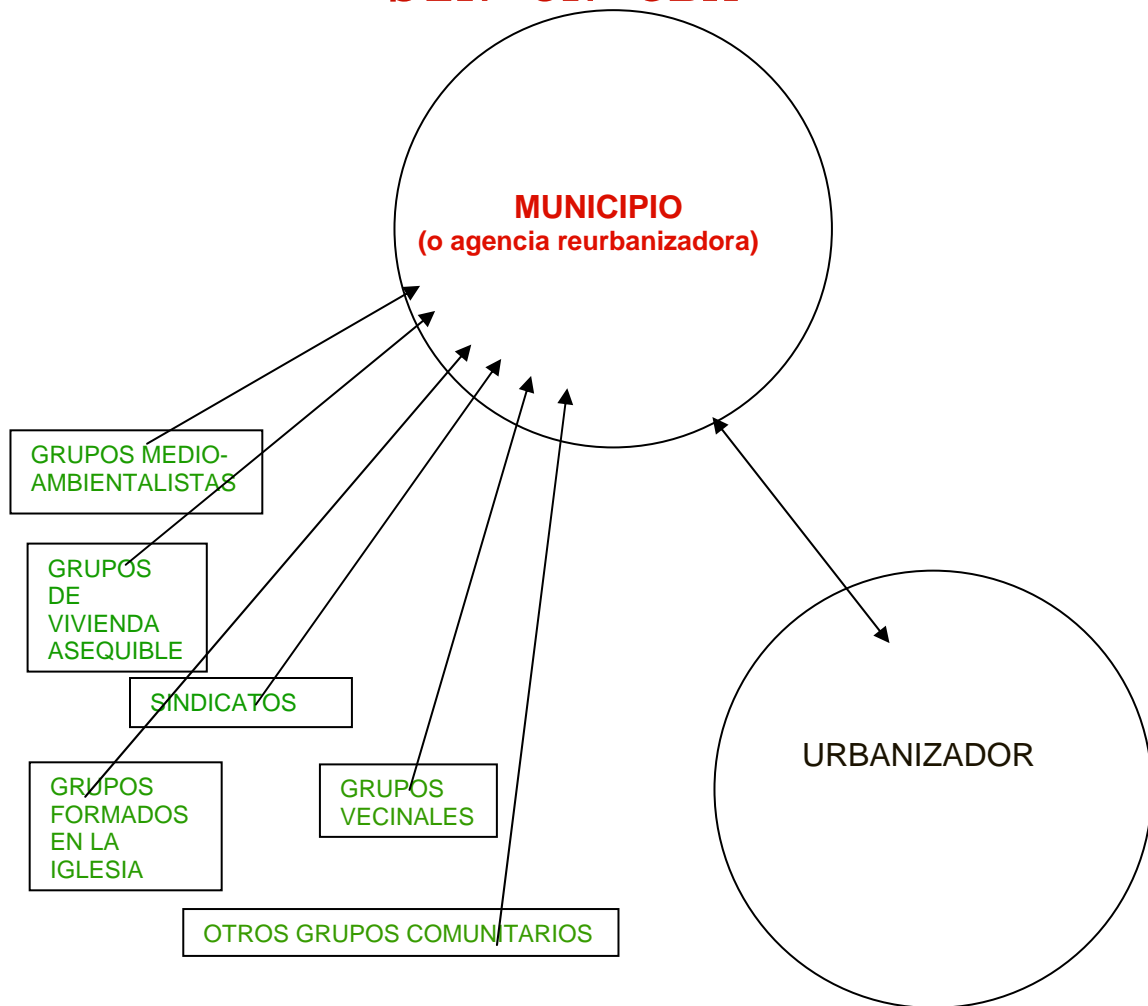 MUNICIPIO
(o agencia reurbanizadora)
GRUPOS MEDIO-
AMBIENTALISTAS
GRUPOS
DE
VIVIENDA
ASEQUIBLE
SINDICATOS
GRUPOS
FORMADOS
EN LA
IGLESIA
GRUPOS
VECINALES
OTROS GRUPOS COMUNITARIOS
URBANIZADOR